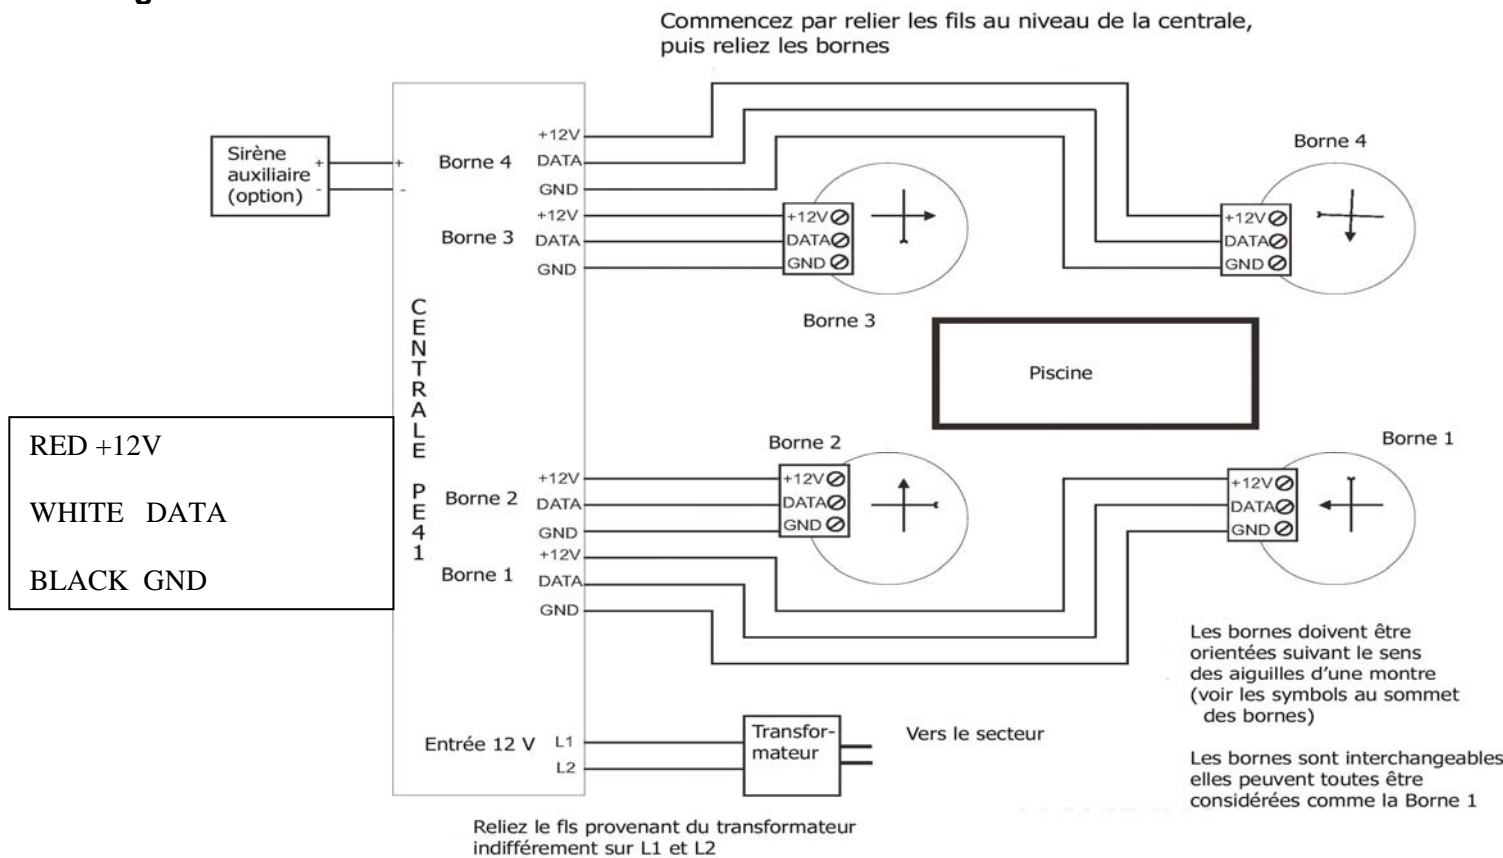 Commencez par relier les fils au niveau de la centrale,
puis reliez les bornes
Sirène
auxiliaire
(option)
+
-
+
-
Borne 4
+12V
DATA
GND
Borne 3
+12V
DATA
GND
+12V
DATA
GND
Borne 3
Borne 4
+12V
DATA
GND
CENTRALE PE41
Piscine
RED +12V
WHITE DATA
BLACK GND
Borne 2
+12V
DATA
GND
Borne 1
+12V
DATA
GND
Borne 2
+12V
DATA
GND
Borne 1
+12V
DATA
GND
Les bornes doivent être
orientées suivant le sens
des aiguilles d'une montre
(voir les symbols au sommet
des bornes)
Les bornes sont interchangeables
elles peuvent toutes être
considérées comme la Borne 1
Entrée 12 V
L1
L2
Transfor-
mateur
Vers le secteur
Reliez le fls provenant du transformateur
indifférement sur L1 et L2